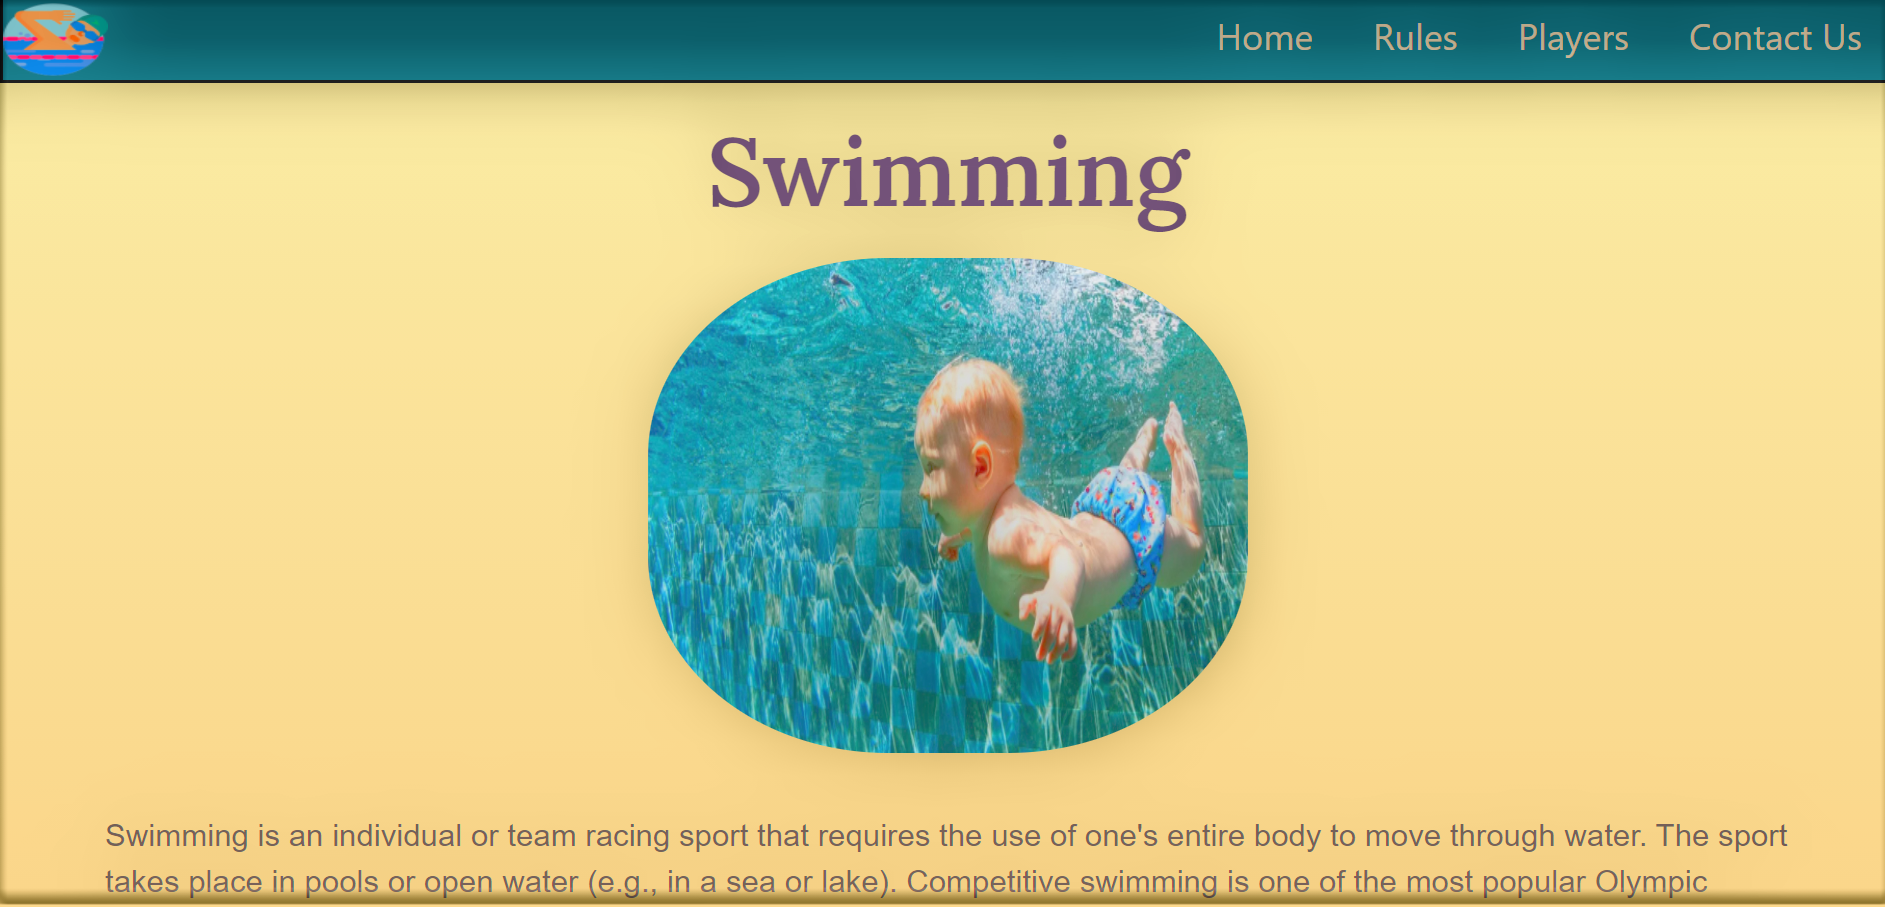 Home Rules Players Contact Us
Swimming
Swimming is an individual or team racing sport that requires the use of one's entire body to move through water. The sport
takes place in pools or open water (e.g., in a sea or lake). Competitive swimming is one of the most popular Olympic